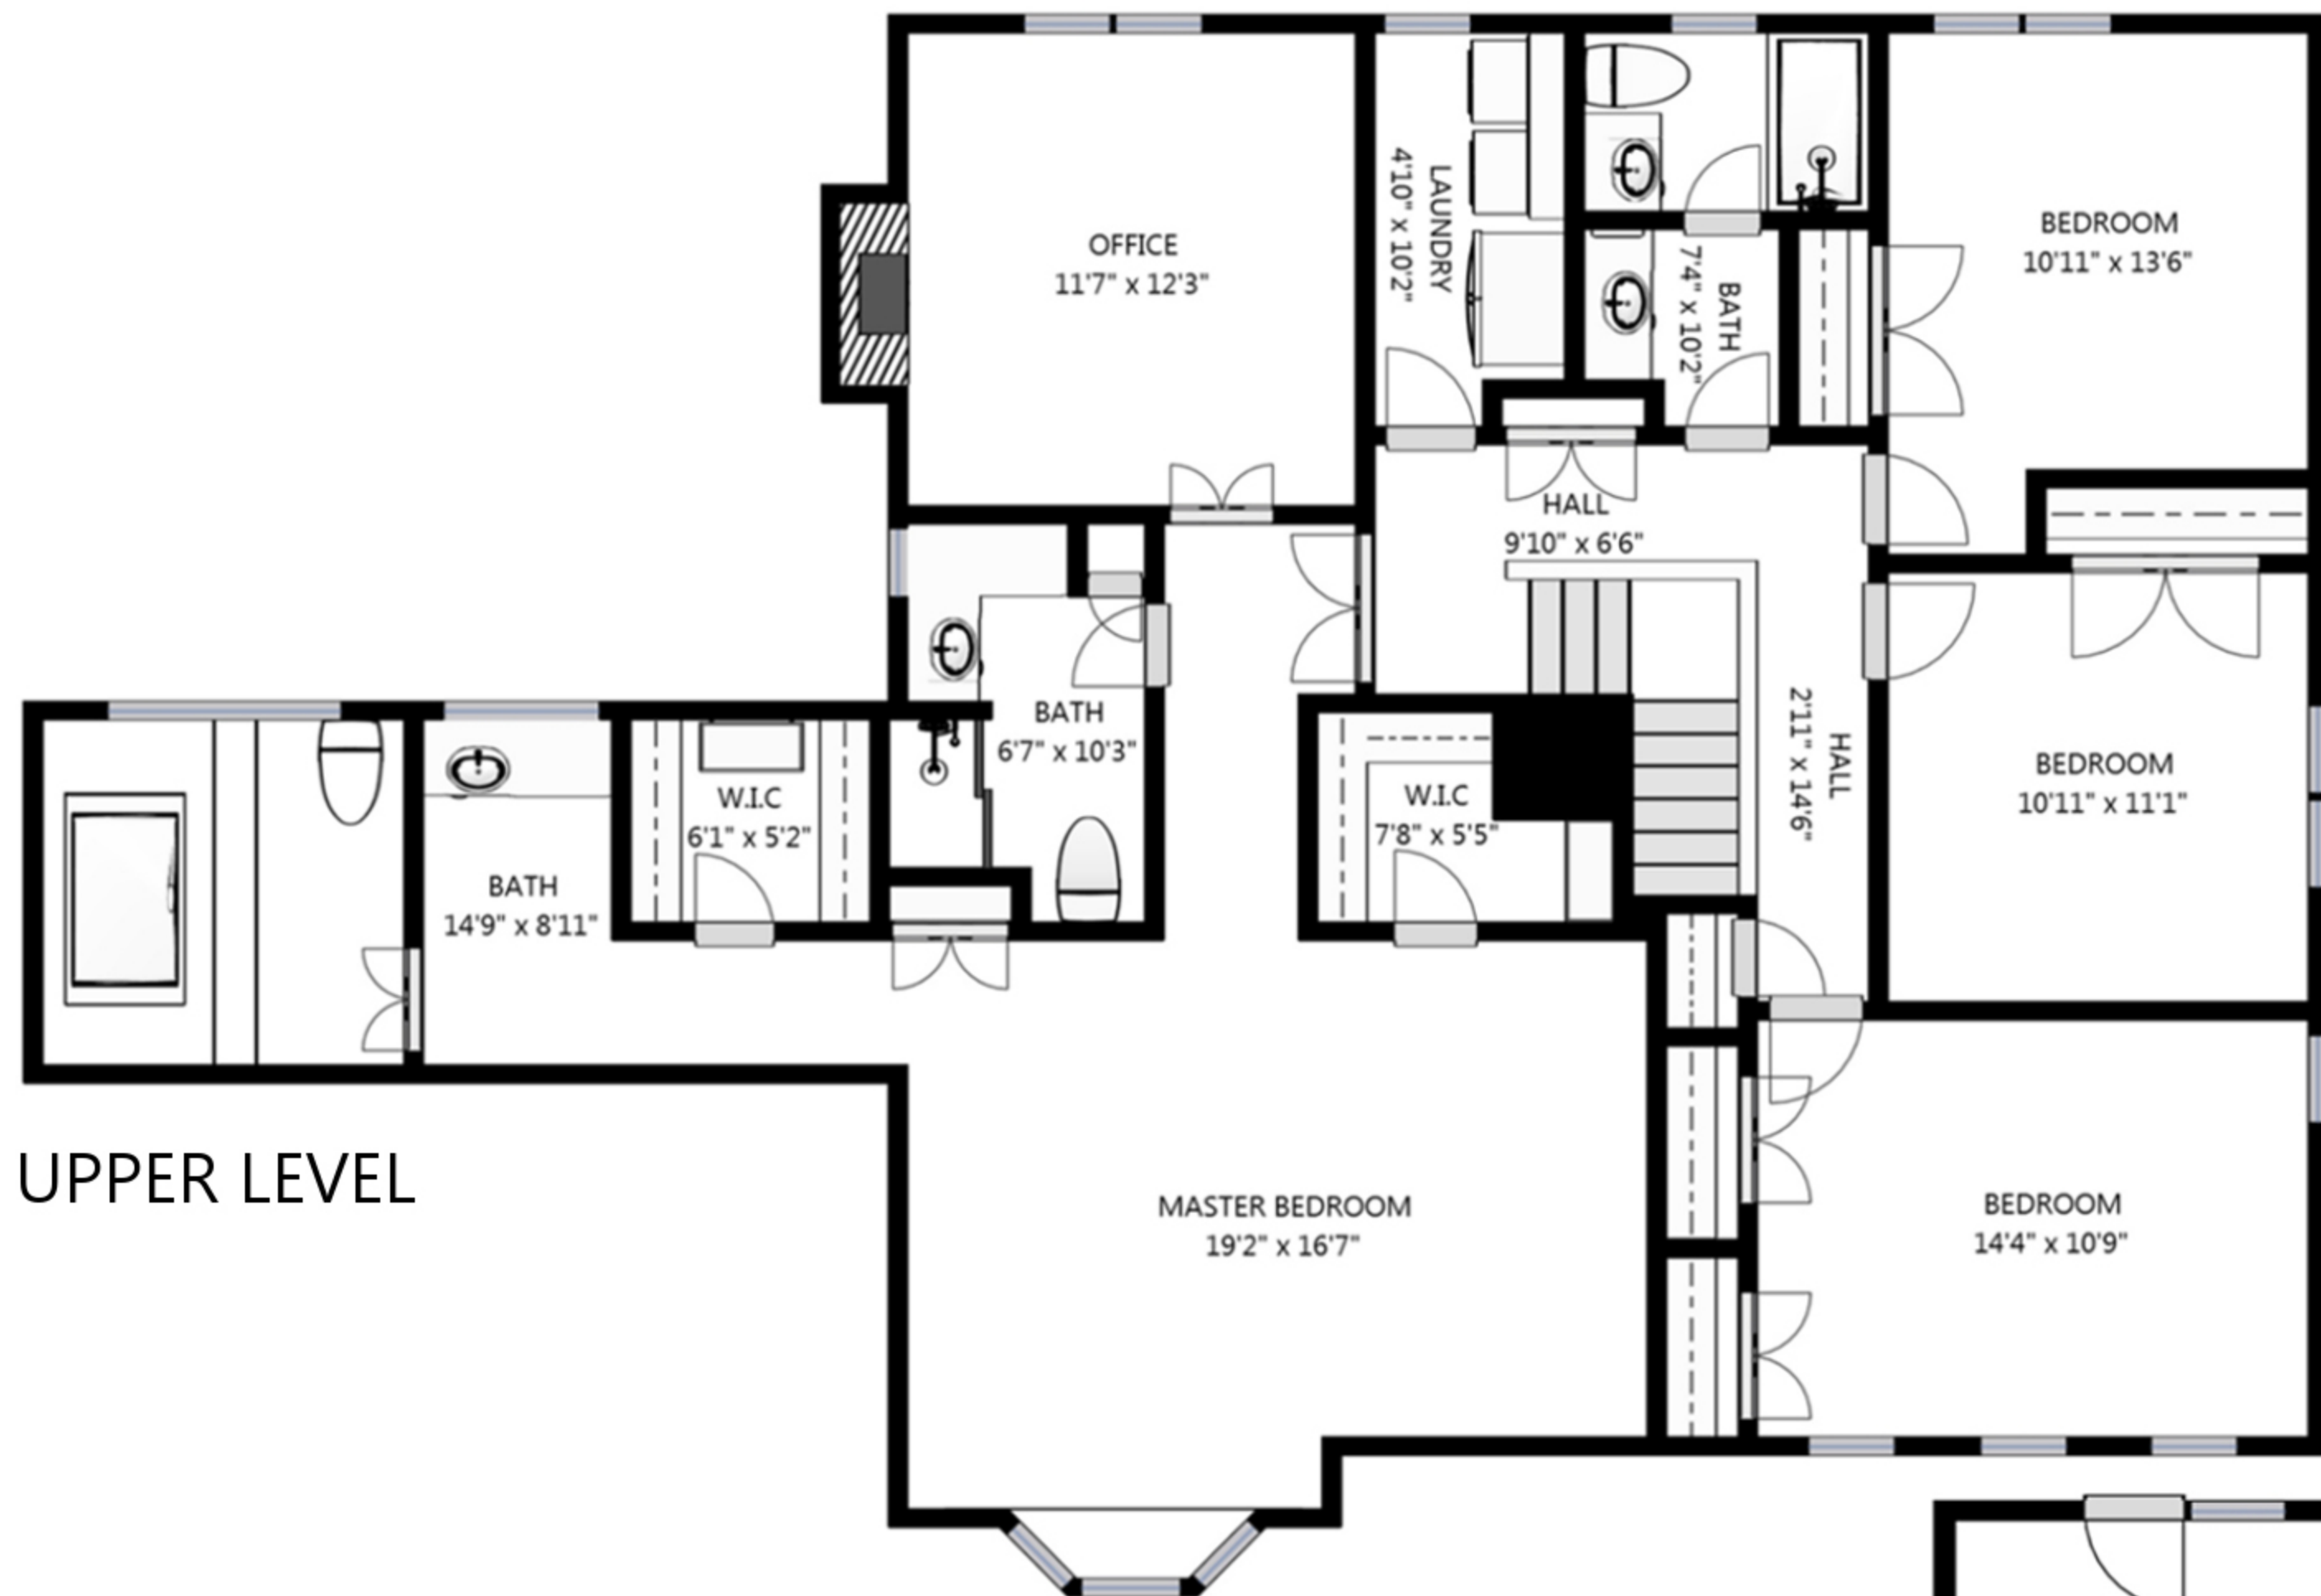 OFFICE
11'7" x 12'3"
LAUNDRY
4'10" x 10'2"
BATH
7'4" x 10'2"
BEDROOM
10'11" x 13'6"
HALL
9'10" x 6'6"
BATH
6'7" x 10'3"
W.I.C
6'1" x 5'2"
W.I.C
7'8" x 5'5"
HALL
2'11" x 14'6"
BEDROOM
10'11" x 11'1"
BATH
14'9" x 8'11"
UPPER LEVEL
MASTER BEDROOM
19'2" x 16'7"
BEDROOM
14'4" x 10'9"